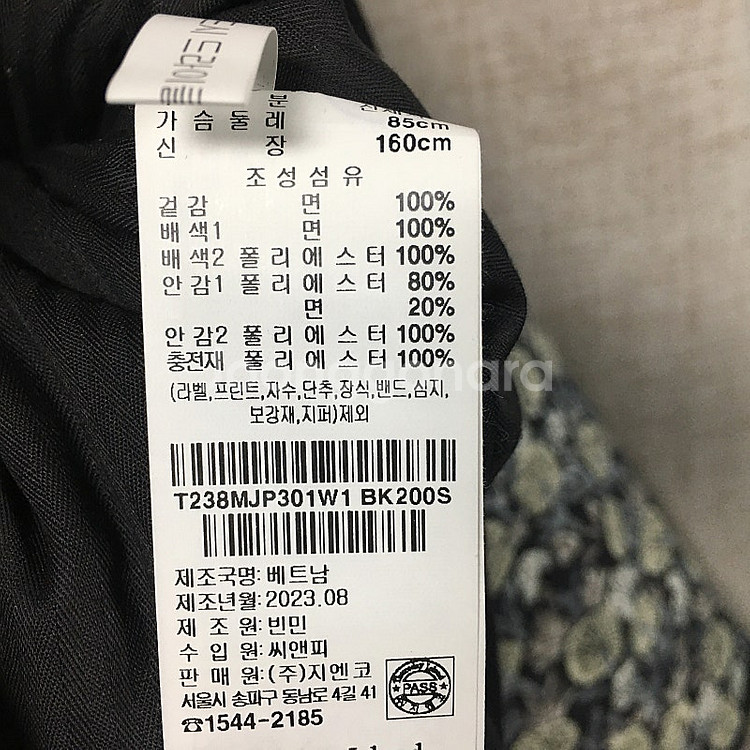 가 슴 둘 레 85cm
신 장 160cm
조 성 섬 유
겉 감 면 100%
배 색1 면 100%
배 색2 폴 리 에 스 터 100%
안 감1 폴 리 에 스 터 80%
면 20%
안 감2 폴 리 에 스 터 100%
충전재 폴 리 에 스 터 100%
(라벨,프린트,자수,단추,장식,밴드,심지,
보강재,지퍼)제외
T238MJP301W1 BK200S
제조국명:베트남
제조년월:2023.08
제 조 원:빈민
수 입 원:씨앤피
판 매 원:(주)지엔코
서울시 송파구 동남로 4길 41
☎1544-2185
PASS